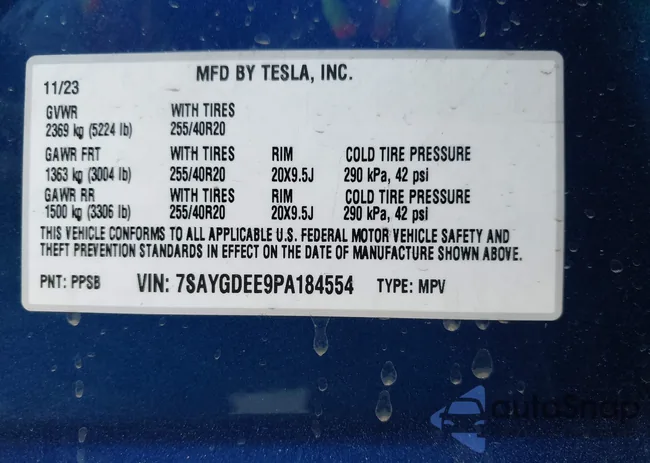 MFD BY TESLA, INC.
11/23
GVWR WITH TIRES
2369 kg (5224 lb) 255/40R20
GAWR FRT WITH TIRES RIM COLD TIRE PRESSURE
1363 kg (3004 lb) 255/40R20 20X9.5J 290 kPa, 42 psi
GAWR RR WITH TIRES RIM COLD TIRE PRESSURE
1500 kg (3306 lb) 255/40R20 20X9.5J 290 kPa, 42 psi
THIS VEHICLE CONFORMS TO ALL APPLICABLE U.S. FEDERAL MOTOR VEHICLE SAFETY AND
THEFT PREVENTION STANDARDS IN EFFECT ON THE DATE OF MANUFACTURE SHOWN ABOVE.
PNT: PPSB VIN: 7SAYGDEE9PA184554 TYPE: MPV
autoSnap